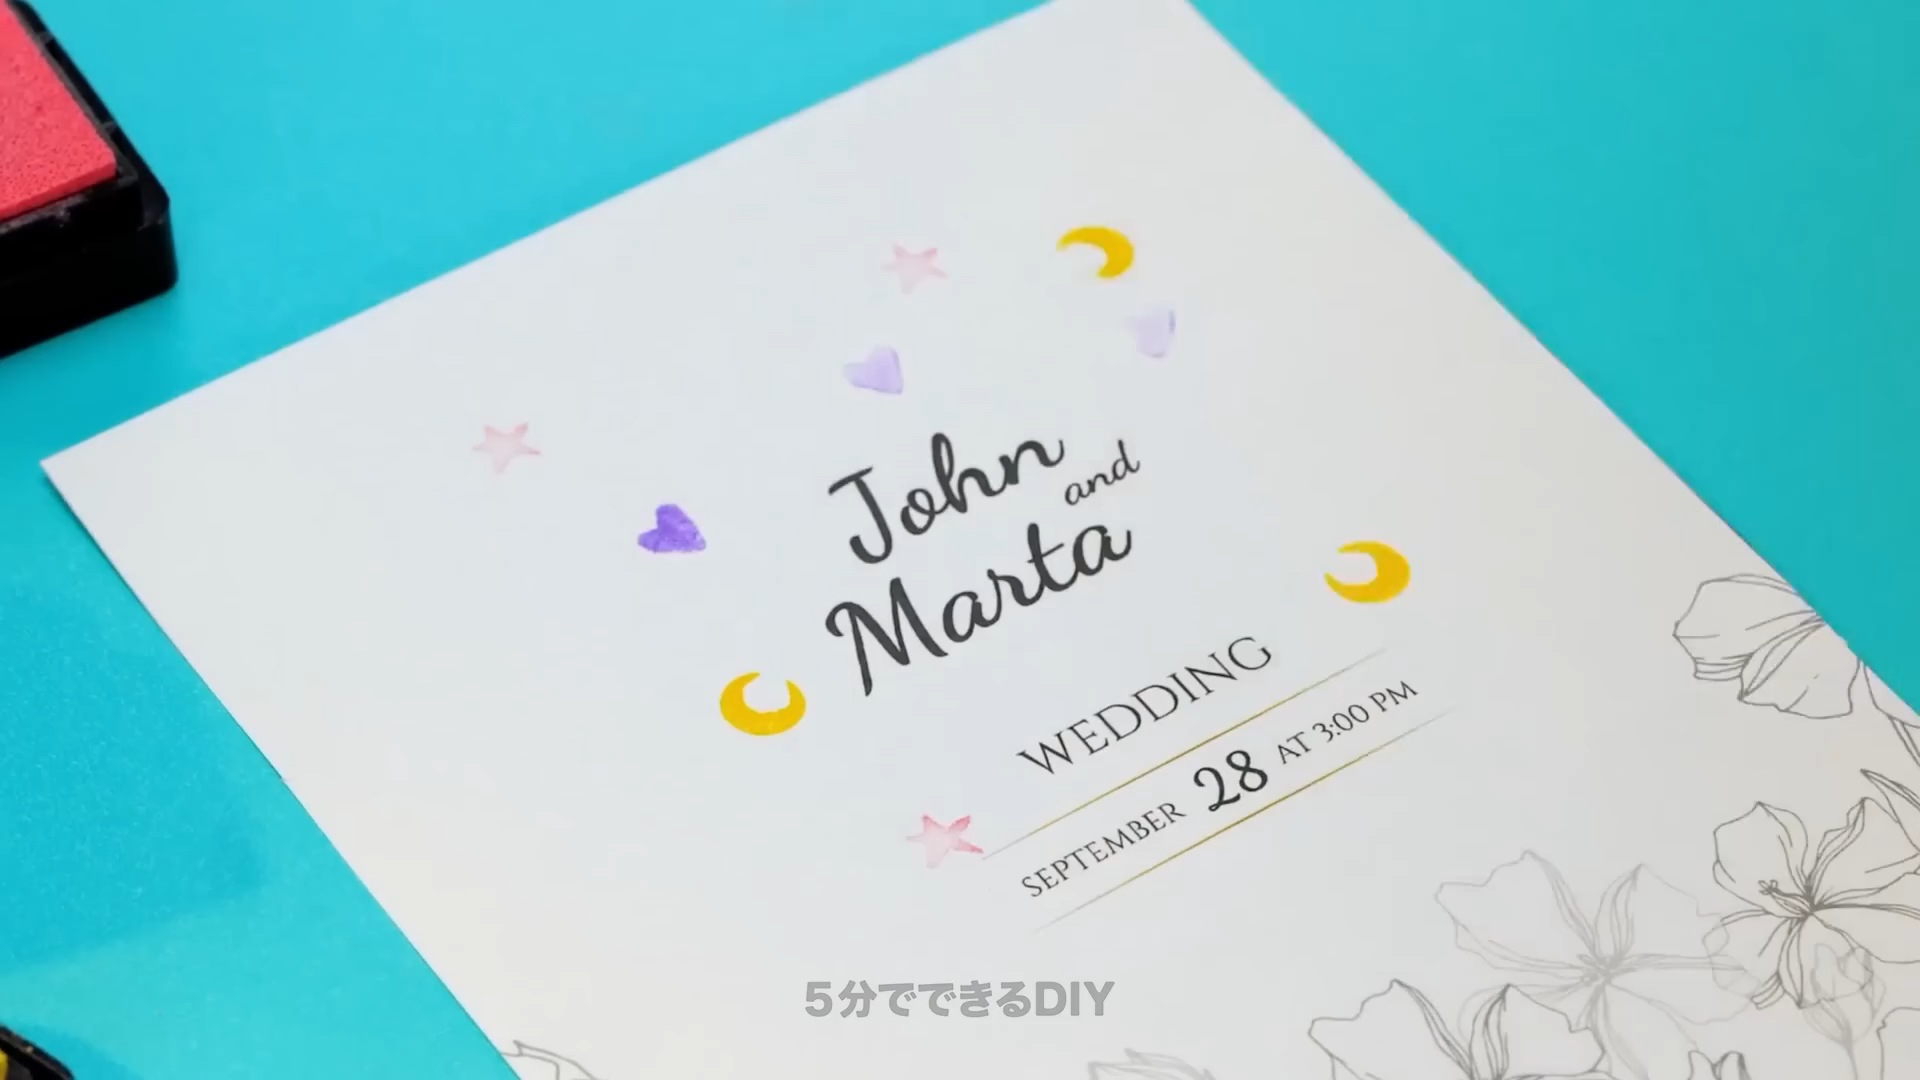 John
and
Marta
WEDDING
SEPTEMBER 28 AT 3:00 PM
5分でできるDIY